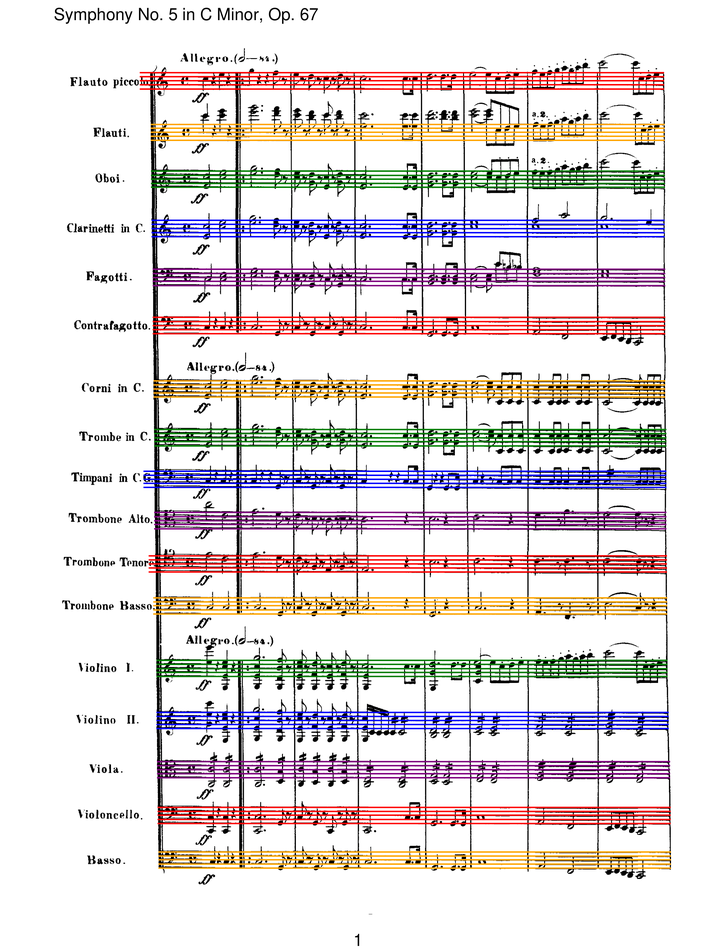 Symphony No. 5 in C Minor, Op. 67
Allegro.(𝅗𝅥=84.)
Flauto picco
ff
Flauti.
a.2.
ff
Oboi.
a.2.
ff
Clarinetti in C.
ff
Fagotti.
ff
Contrafagotto.
ff
Allegro.(𝅗𝅥=84.)
Corni in C.
ff
Trombe in C.
ff
Timpani in C.G.
ff
Trombone Alto.
ff
Trombone Tenore
ff
Trombone Basso.
ff
Allegro.(𝅗𝅥=84.)
Violino I.
ff
Violino II.
ff
Viola.
ff
Violoncello.
ff
Basso.
ff
1